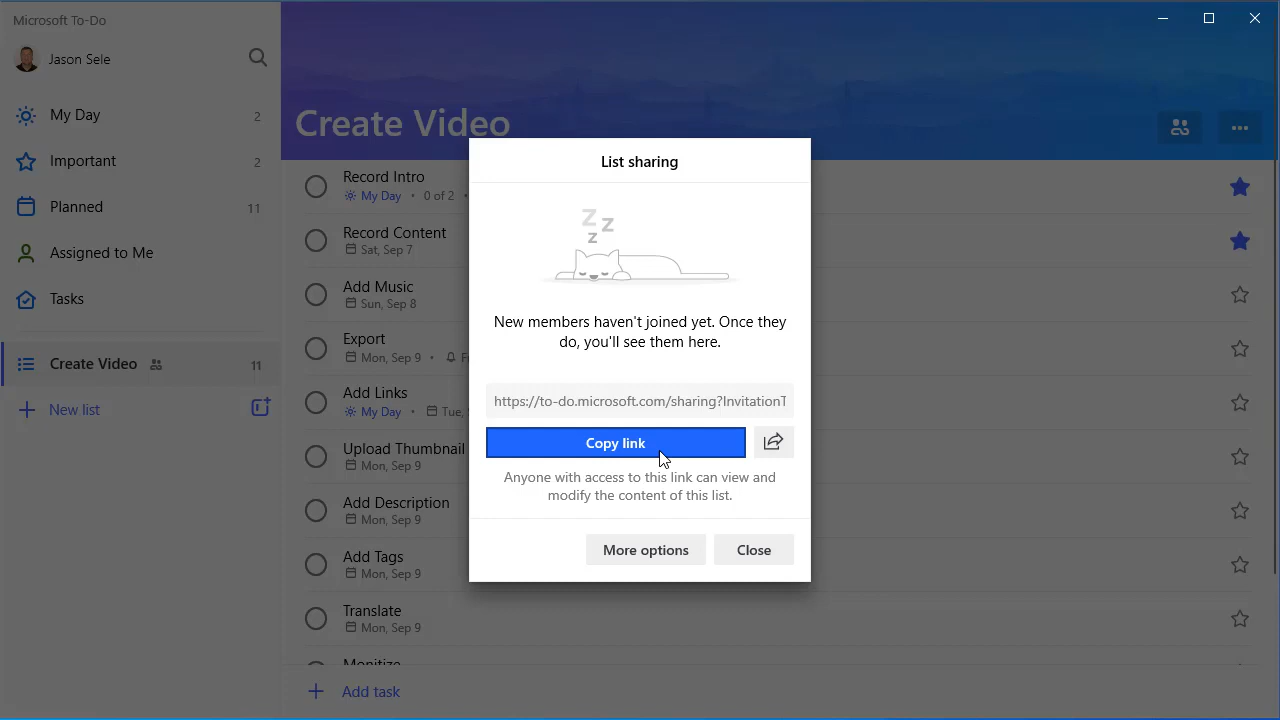 Microsoft To-Do
Jason Sele
My Day 2
Important 2
Planned 11
Assigned to Me
Tasks
Create Video 11
New list
Create Video
Record Intro
My Day • 0 of 2 •
Record Content
Sat, Sep 7
Add Music
Sun, Sep 8
Export
Mon, Sep 9 •
Add Links
My Day • Tue,
Upload Thumbnail
Mon, Sep 9
Add Description
Mon, Sep 9
Add Tags
Mon, Sep 9
Translate
Mon, Sep 9
Monitize
Add task
List sharing
z z
z
New members haven't joined yet. Once they
do, you'll see them here.
https://to-do.microsoft.com/sharing?InvitationT
Copy link
Anyone with access to this link can view and
modify the content of this list.
More options Close